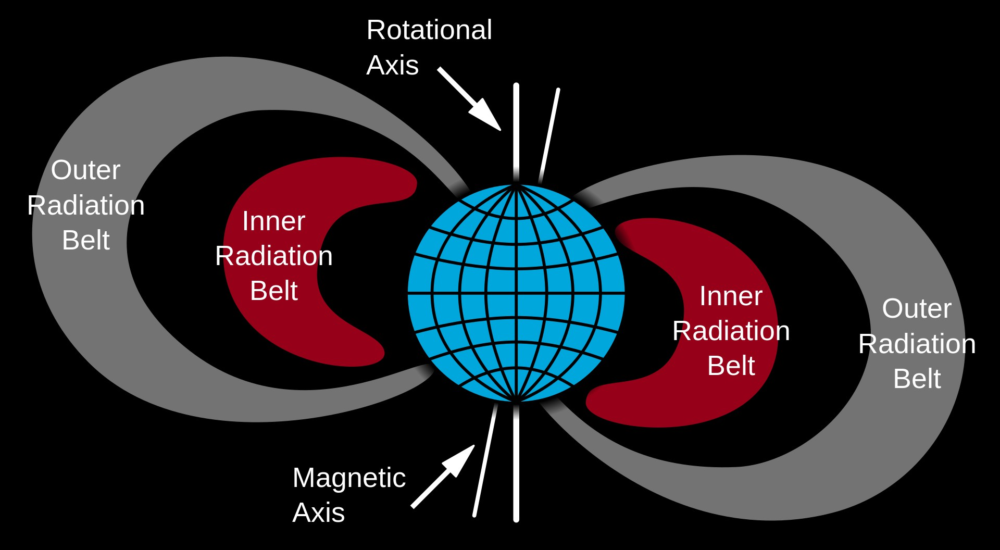 Rotational
Axis
Outer
Radiation
Belt
Inner
Radiation
Belt
Inner
Radiation
Belt
Outer
Radiation
Belt
Magnetic
Axis